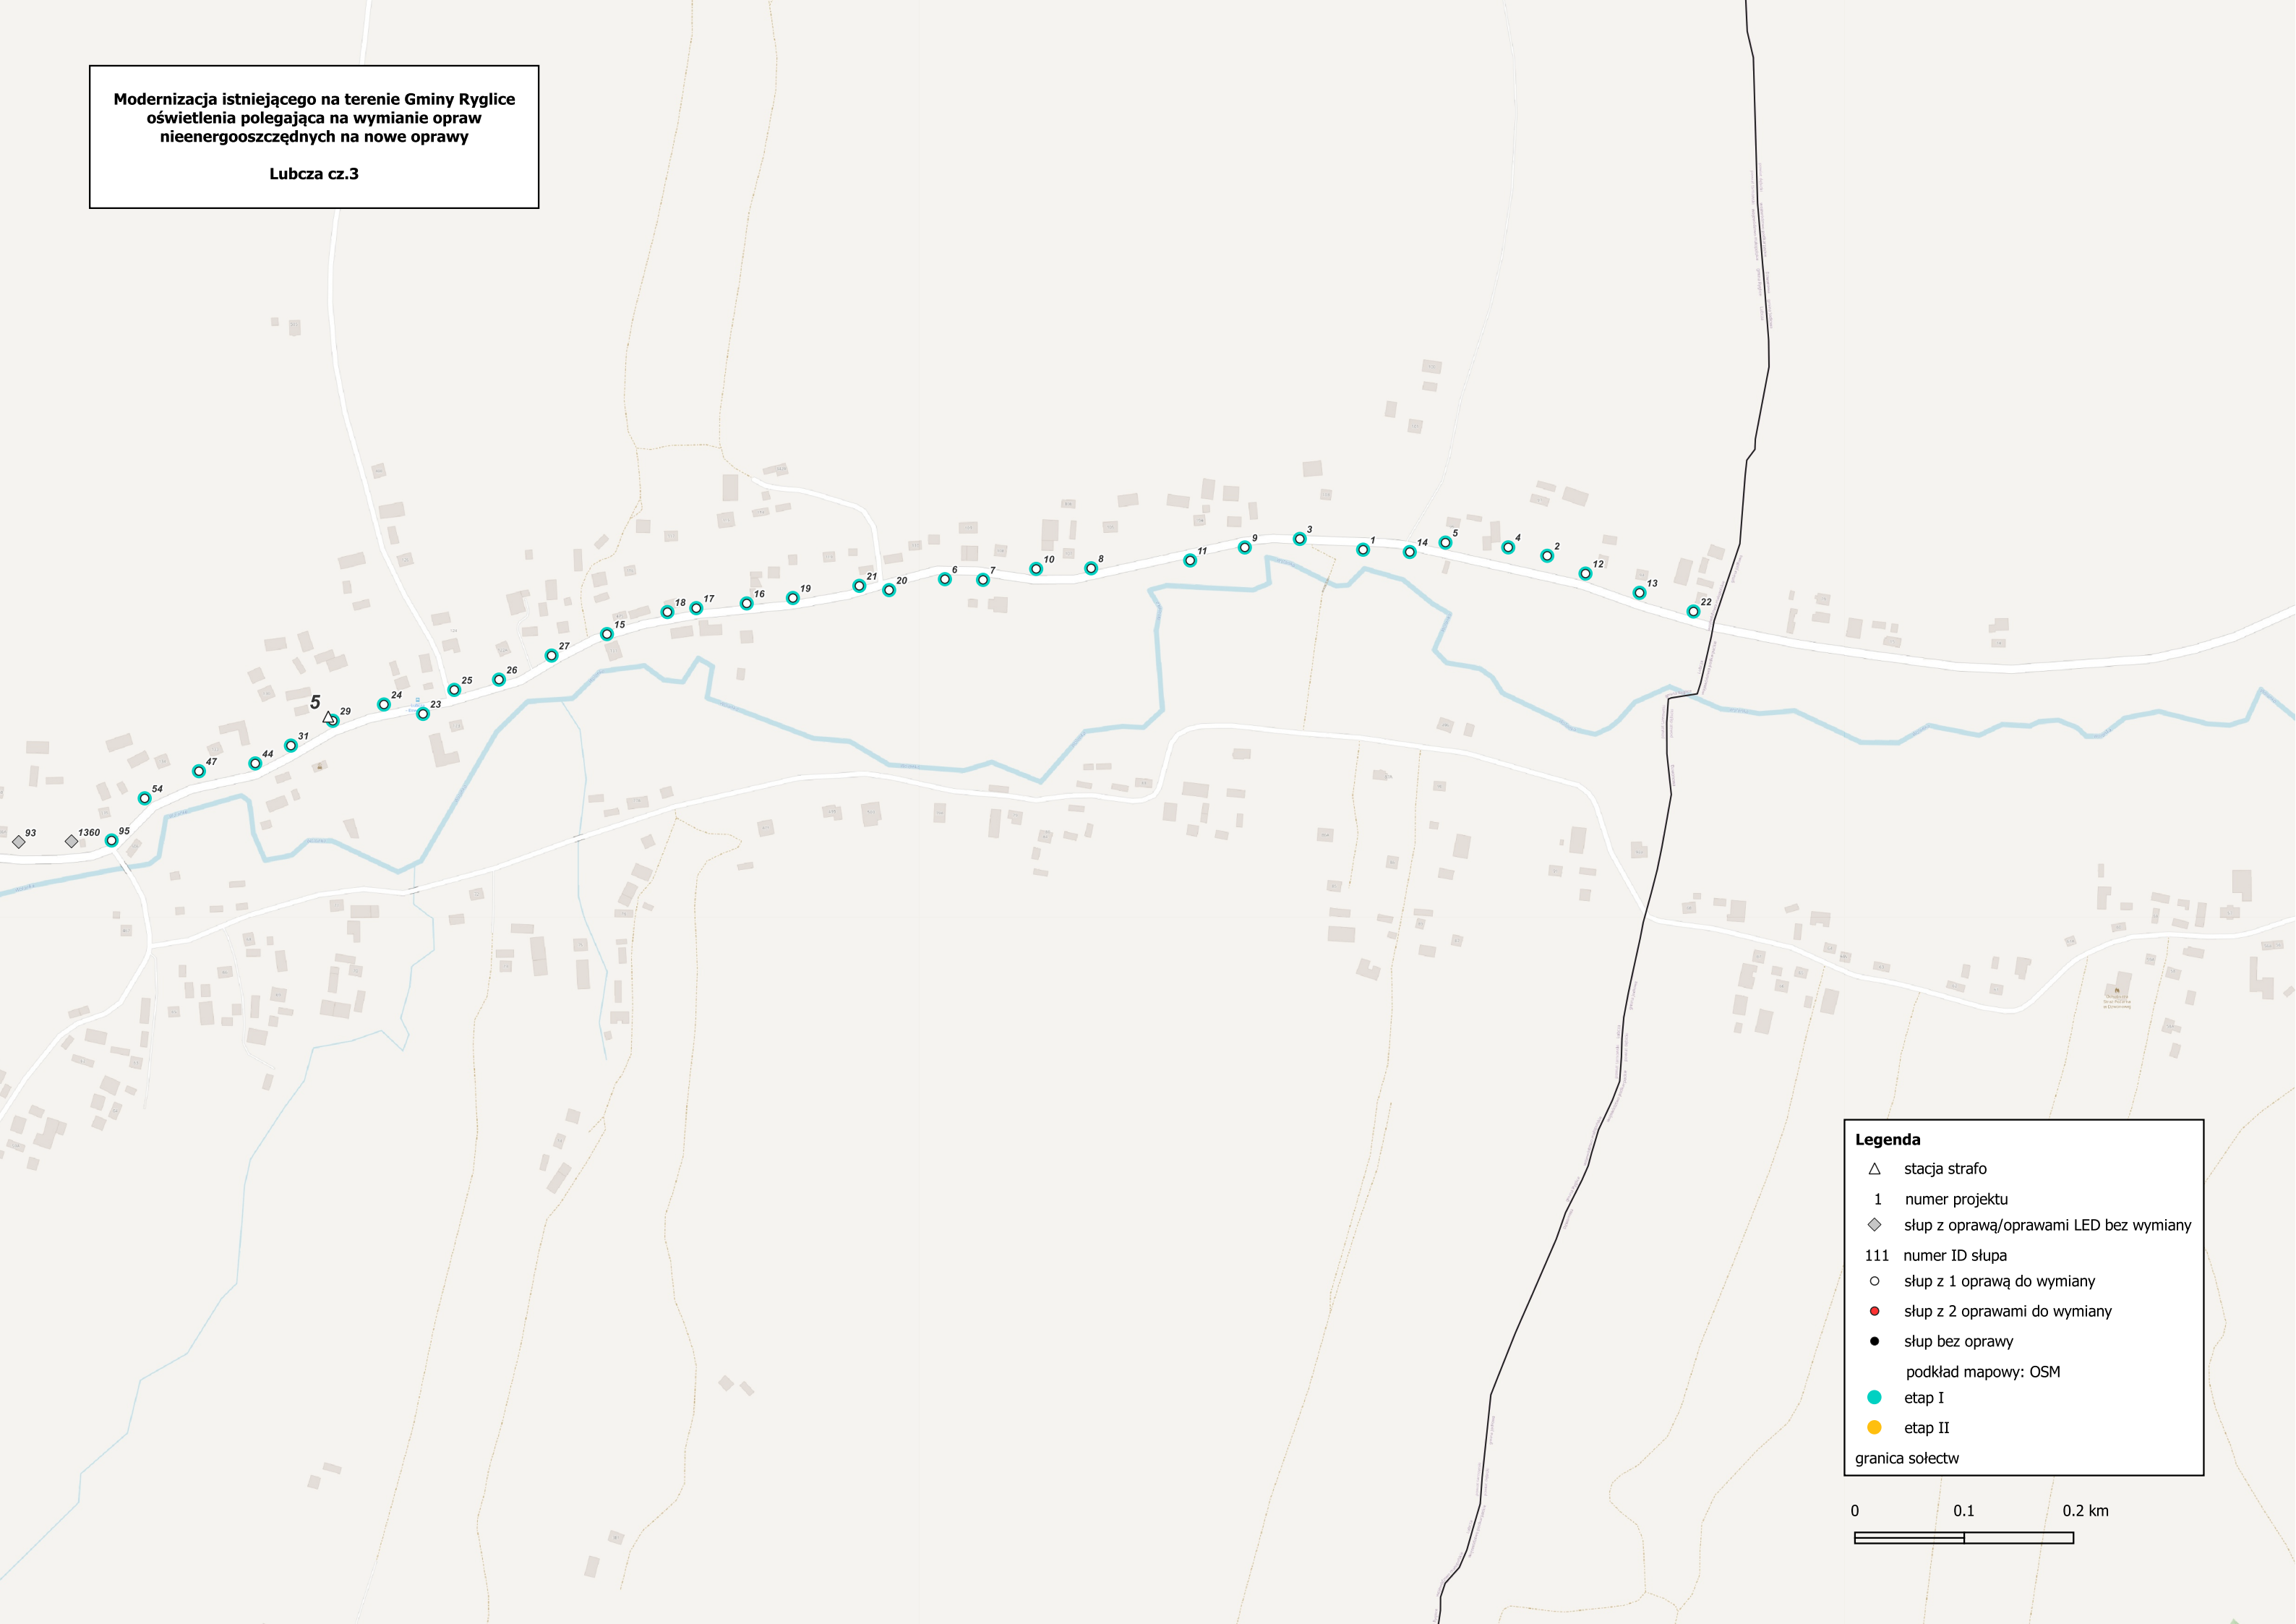 Modernizacja istniejącego na terenie Gminy Ryglice
oświetlenia polegająca na wymianie opraw
nieenergooszczędnych na nowe oprawy
Lubcza cz.3
3
5
1
14
4
2
9
11
10
8
12
13
22
6
7
21
20
19
16
17
18
15
27
26
25
24
23
5
29
31
44
47
54
93
1360
95
Legenda
stacja strafo
1 numer projektu
słup z oprawą/oprawami LED bez wymiany
111 numer ID słupa
słup z 1 oprawą do wymiany
słup z 2 oprawami do wymiany
słup bez oprawy
podkład mapowy: OSM
etap I
etap II
granica sołectw
0 0.1 0.2 km